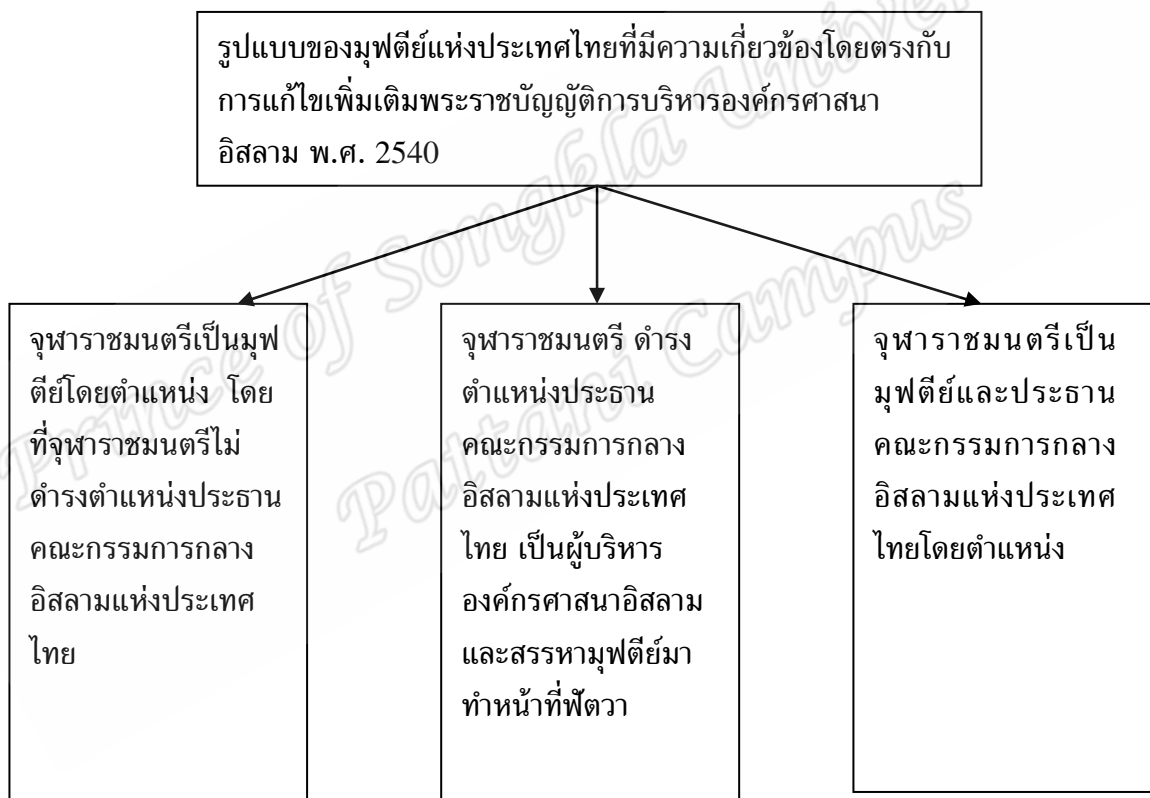 รูปแบบของมุฟตีย์แห่งประเทศไทยที่มีความเกี่ยวข้องโดยตรงกับ
การแก้ไขเพิ่มเติมพระราชบัญญัติการบริหารองค์กรศาสนา
อิสลาม พ.ศ. 2540
จุฬาราชมนตรีเป็นมุฟ
ตีย์โดยตำแหน่ง โดย
ที่จุฬาราชมนตรีไม่
ดำรงตำแหน่งประธาน
คณะกรรมการกลาง
อิสลามแห่งประเทศ
ไทย
จุฬาราชมนตรี ดำรง
ตำแหน่งประธาน
คณะกรรมการกลาง
อิสลามแห่งประเทศ
ไทย เป็นผู้บริหาร
องค์กรศาสนาอิสลาม
และสรรหามุฟตีย์มา
ทำหน้าที่ฟัตวา
จุฬาราชมนตรีเป็น
มุฟตีย์และประธาน
คณะกรรมการกลาง
อิสลามแห่งประเทศ
ไทยโดยตำแหน่ง
Prince of Songkla
Pattani Campus